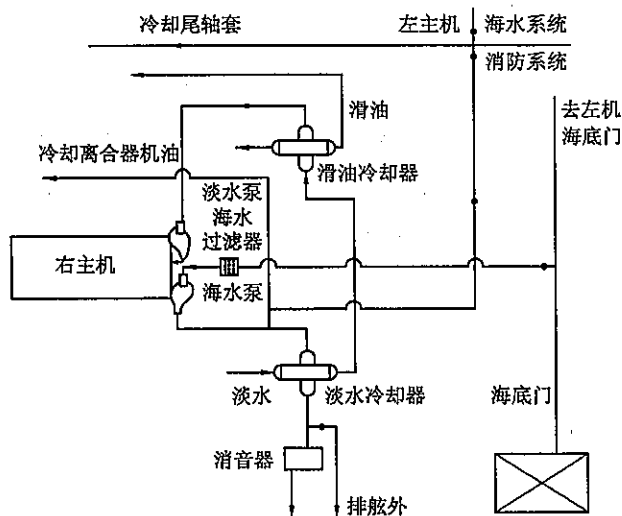 冷却尾轴套
左主机
海水系统
消防系统
滑油
去左机
海底门
冷却离合器机油
滑油冷却器
淡水泵
海水
过滤器
右主机
海水泵
淡水
淡水冷却器
海底门
消音器
排舷外